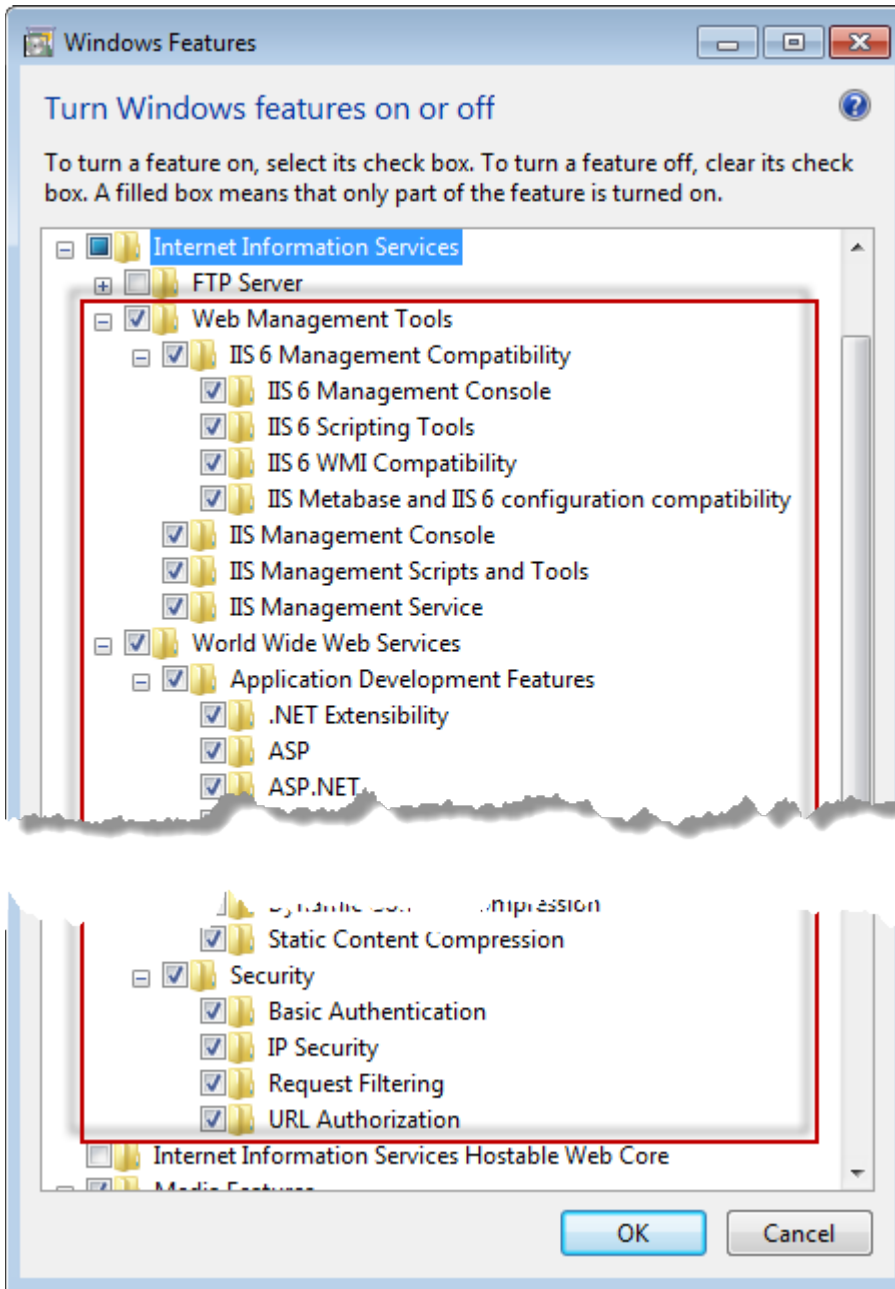 Windows Features
Turn Windows features on or off
To turn a feature on, select its check box. To turn a feature off, clear its check
box. A filled box means that only part of the feature is turned on.
Internet Information Services
FTP Server
Web Management Tools
IIS 6 Management Compatibility
IIS 6 Management Console
IIS 6 Scripting Tools
IIS 6 WMI Compatibility
IIS Metabase and IIS 6 configuration compatibility
IIS Management Console
IIS Management Scripts and Tools
IIS Management Service
World Wide Web Services
Application Development Features
.NET Extensibility
ASP
ASP.NET
Static Content Compression
Security
Basic Authentication
IP Security
Request Filtering
URL Authorization
Internet Information Services Hostable Web Core
Media Features
OK Cancel